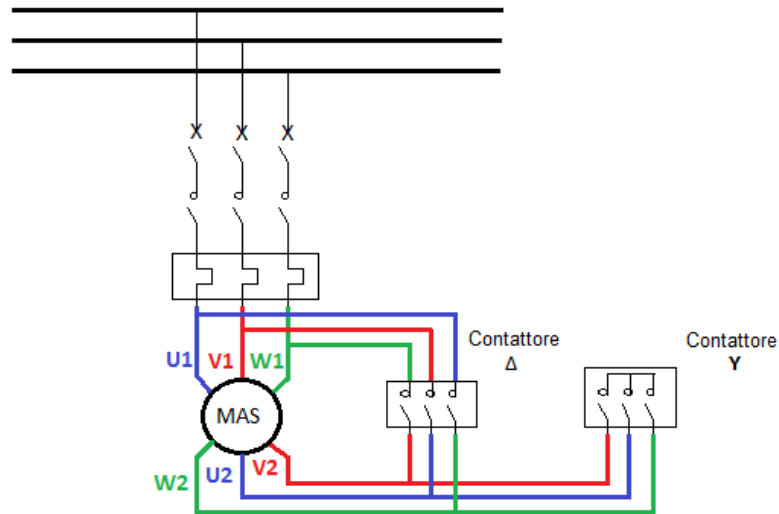 X X X
U1 V1 W1
Contattore
Δ
Contattore
Y
MAS
W2 U2 V2